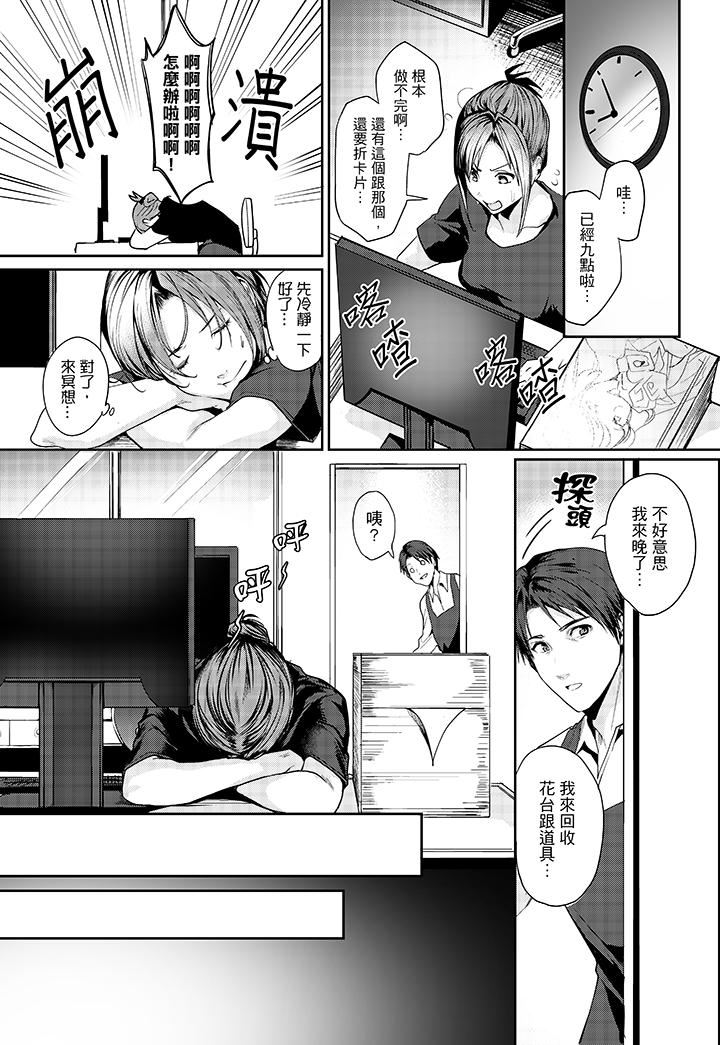 哇…
已經九點啦…
根本
做不完啊…
還有這個跟那個，
還要折卡片…
喀喳
喀喳
崩潰
啊啊啊啊啊
怎麼辦啦啊啊！
先冷靜一下
好了…
對了，
來冥想…
不好意思
我來晚了…
探頭
我來回收
花台跟道具…
咦？
呼
呼